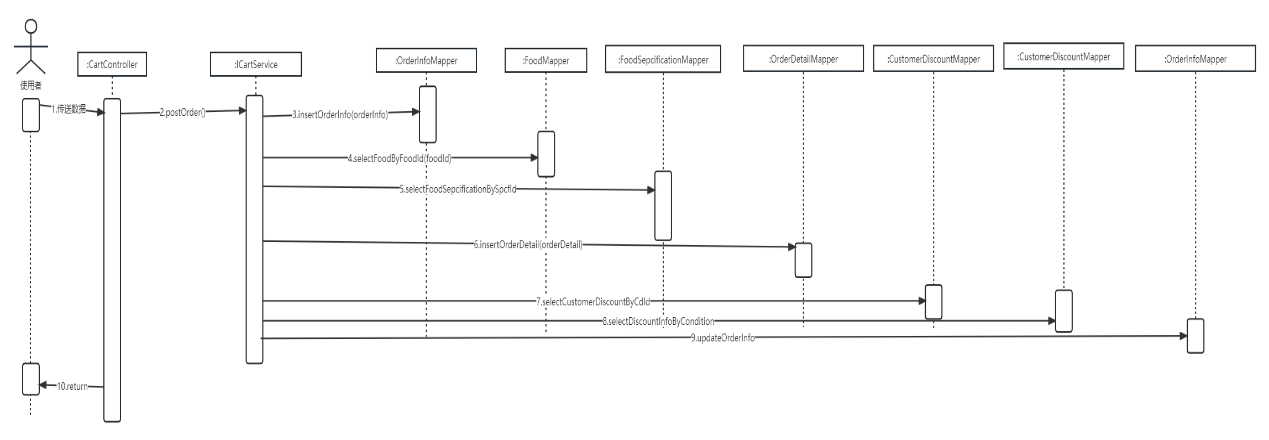 使用者
:CartController
:ICartService
:OrderInfoMapper
:FoodMapper
:FoodSepcificationMapper
:OrderDetailMapper
:CustomerDiscountMapper
:CustomerDiscountMapper
:OrderInfoMapper
1.传送数据
2.postOrder()
3.insertOrderInfo(orderInfo)
4.selectFoodByFoodId(foodId)
5.selectFoodSepcificationBySpcfId
6.insertOrderDetail(orderDetail)
7.selectCustomerDiscountByCdId
8.selectDiscountInfoByCondition
9.updateOrderInfo
10.return